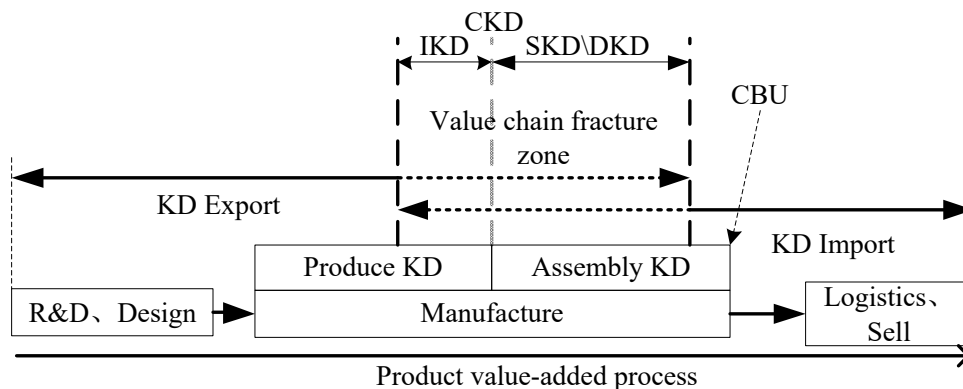 CKD
IKD
SKD\DKD
CBU
Value chain fracture
zone
KD Export
KD Import
Produce KD
Assembly KD
R&D、Design
Manufacture
Logistics、
Sell
Product value-added process